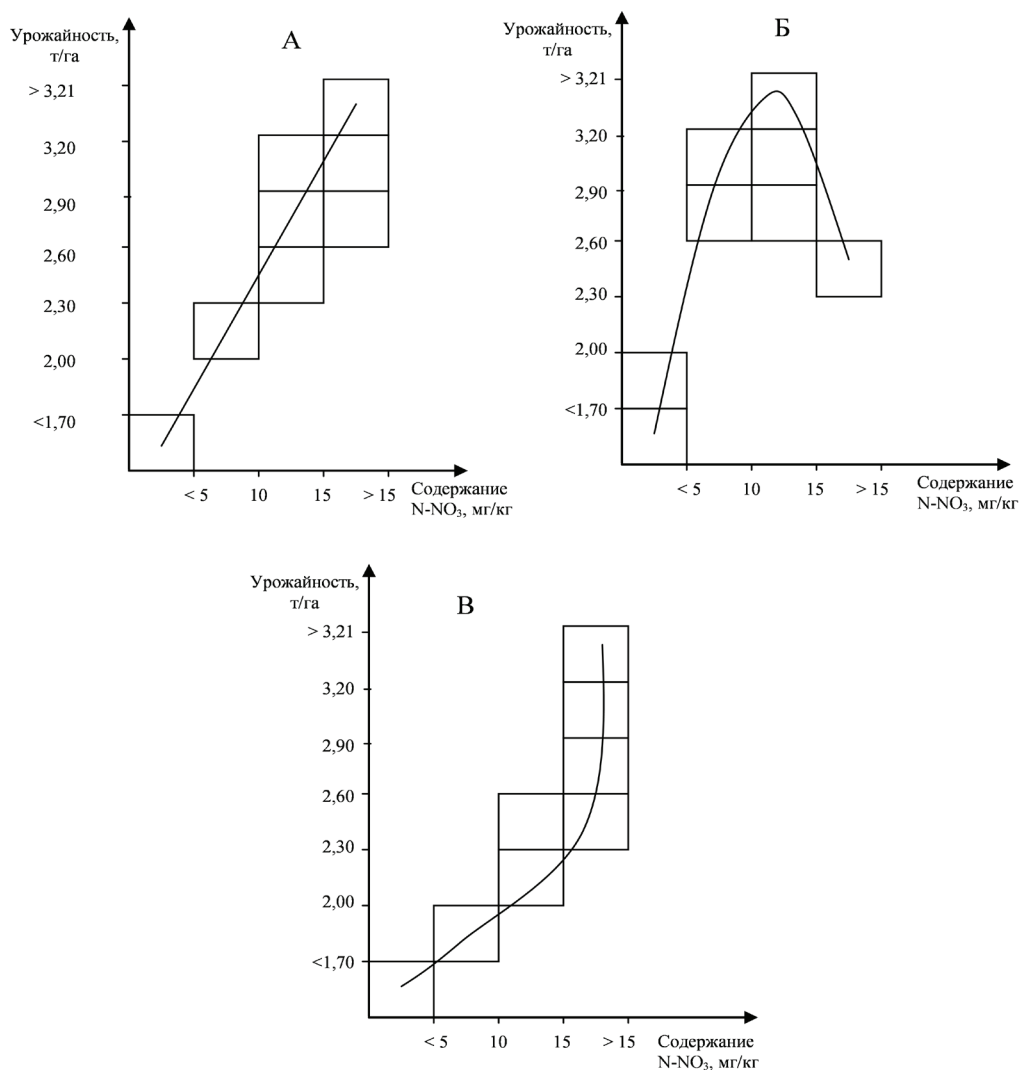 А
Урожайность,
т/га
> 3,21
3,20
2,90
2,60
2,30
2,00
<1,70
< 5
10
15
> 15
Содержание
N-NO₃, мг/кг
Б
Урожайность,
т/га
> 3,21
3,20
2,90
2,60
2,30
2,00
<1,70
< 5
10
15
> 15
Содержание
N-NO₃, мг/кг
В
Урожайность,
т/га
> 3,21
3,20
2,90
2,60
2,30
2,00
<1,70
< 5
10
15
> 15
Содержание
N-NO₃, мг/кг